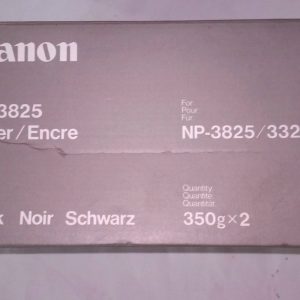 anon
3825
er/Encre
k Noir Schwarz
For
Pour
Für
NP-3825/332
Quantity
Quantité
Quantität
350g×2